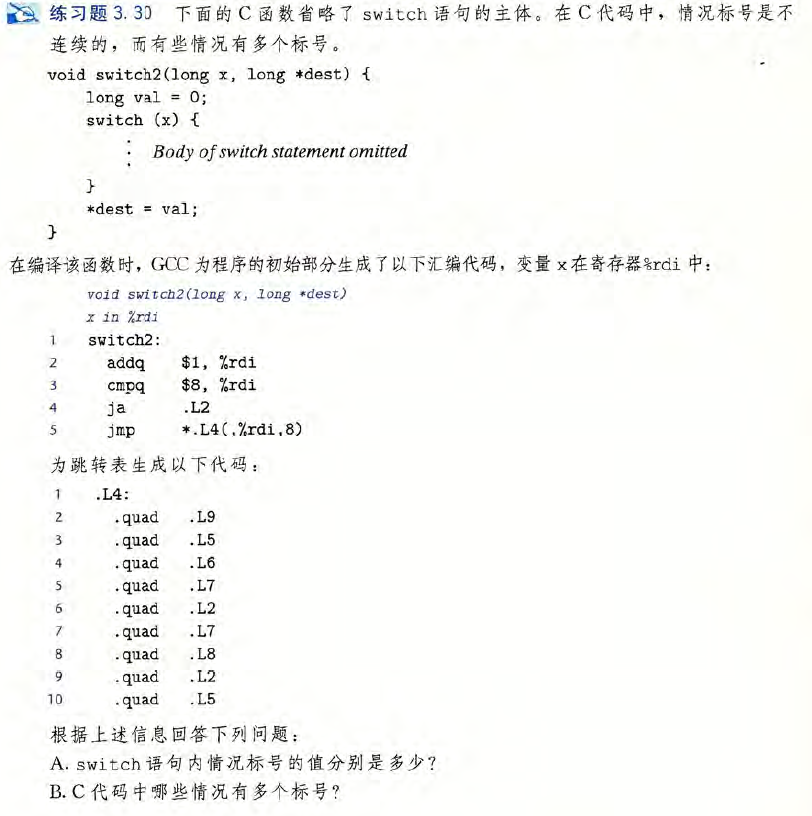 练习题 3.30 下面的 C 函数省略了 switch 语句的主体。在 C 代码中，情况标号是不
连续的，而有些情况有多个标号。
void switch2(long x, long *dest) {
long val = 0;
switch (x) {
⋮ Body of switch statement omitted
}
*dest = val;
}
在编译该函数时，GCC 为程序的初始部分生成了以下汇编代码，变量 x 在寄存器%rdi 中：
void switch2(long x, long *dest)
x in %rdi
1 switch2:
2 addq $1, %rdi
3 cmpq $8, %rdi
4 ja .L2
5 jmp *.L4(,%rdi,8)
为跳转表生成以下代码：
1 .L4:
2 .quad .L9
3 .quad .L5
4 .quad .L6
5 .quad .L7
6 .quad .L2
7 .quad .L7
8 .quad .L8
9 .quad .L2
10 .quad .L5
根据上述信息回答下列问题：
A. switch 语句内情况标号的值分别是多少？
B. C 代码中哪些情况有多个标号？